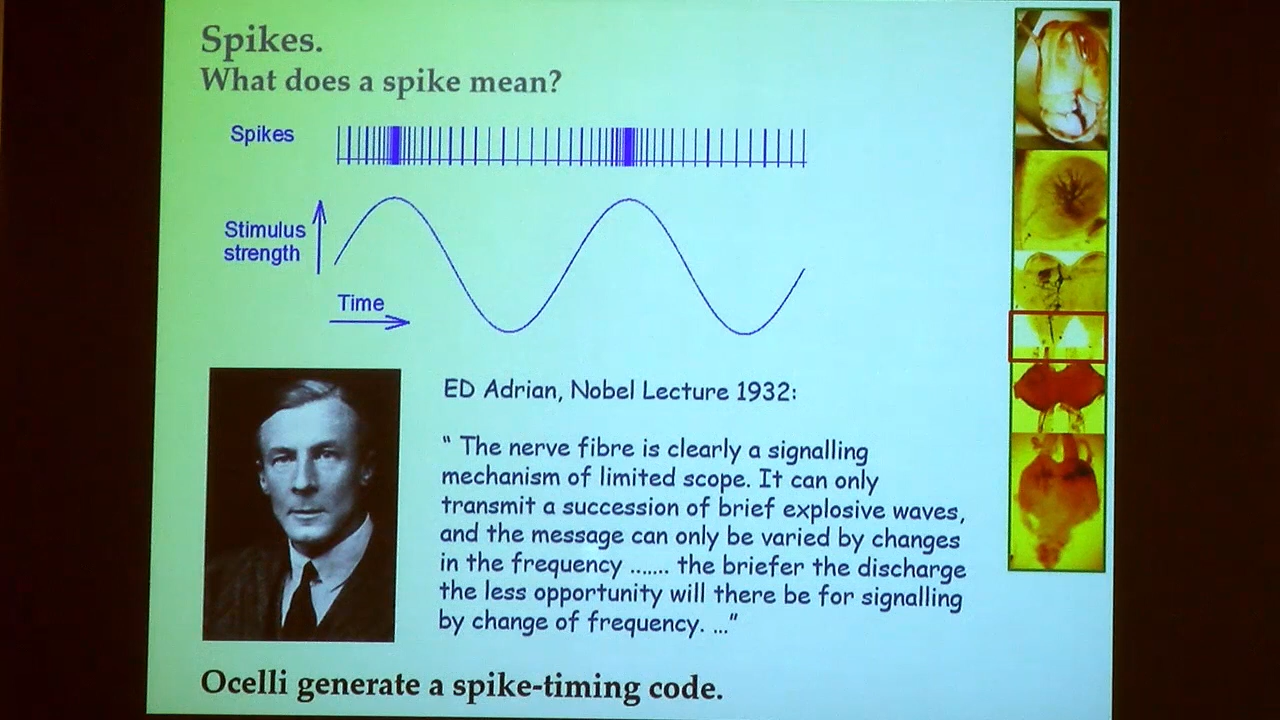 Spikes.
What does a spike mean?
Spikes
Stimulus
strength
Time
ED Adrian, Nobel Lecture 1932:
“ The nerve fibre is clearly a signalling
mechanism of limited scope. It can only
transmit a succession of brief explosive waves,
and the message can only be varied by changes
in the frequency ....... the briefer the discharge
the less opportunity will there be for signalling
by change of frequency. ...”
Ocelli generate a spike-timing code.